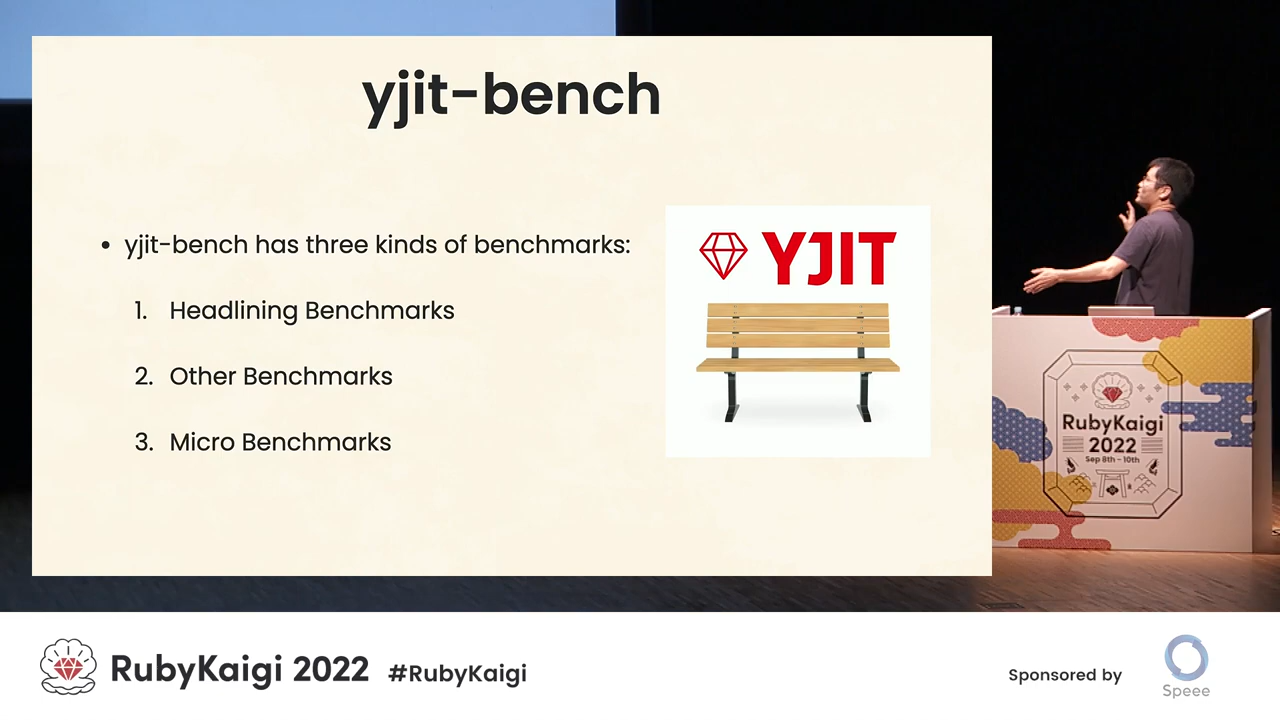 yjit-bench
• yjit-bench has three kinds of benchmarks:
1. Headlining Benchmarks
2. Other Benchmarks
3. Micro Benchmarks
YJIT
RubyKaigi
2022
Sep 8th - 10th
RubyKaigi 2022 #RubyKaigi
Sponsored by
Speee